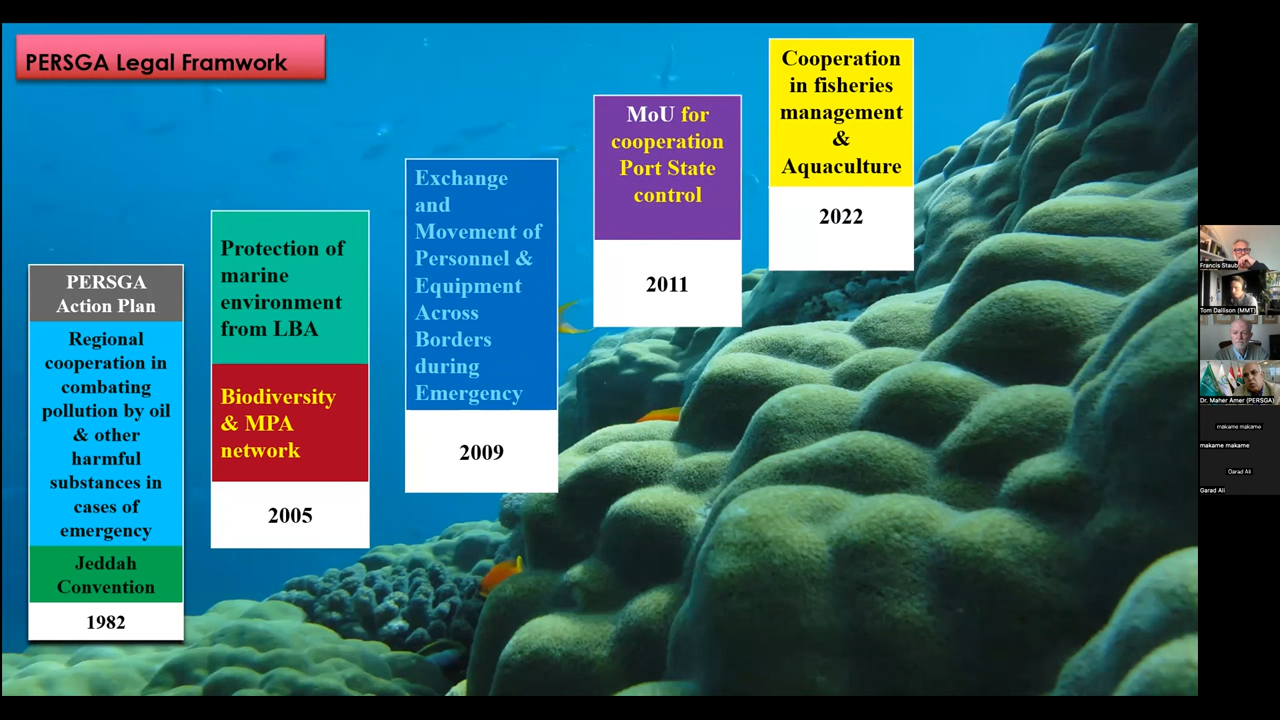 PERSGA Legal Framwork
PERSGA
Action Plan
Regional
cooperation in
combating
pollution by oil
& other
harmful
substances in
cases of
emergency
Jeddah
Convention
1982
Protection of
marine
environment
from LBA
Biodiversity
& MPA
network
2005
Exchange
and
Movement of
Personnel &
Equipment
Across
Borders
during
Emergency
2009
MoU for
cooperation
Port State
control
2011
Cooperation
in fisheries
management
&
Aquaculture
2022
Francis Staub
Tom Dallison (MMT)
Dr. Maher Amer (PERSGA)
makame makame
makame makame
Garad Ali
Garad Ali